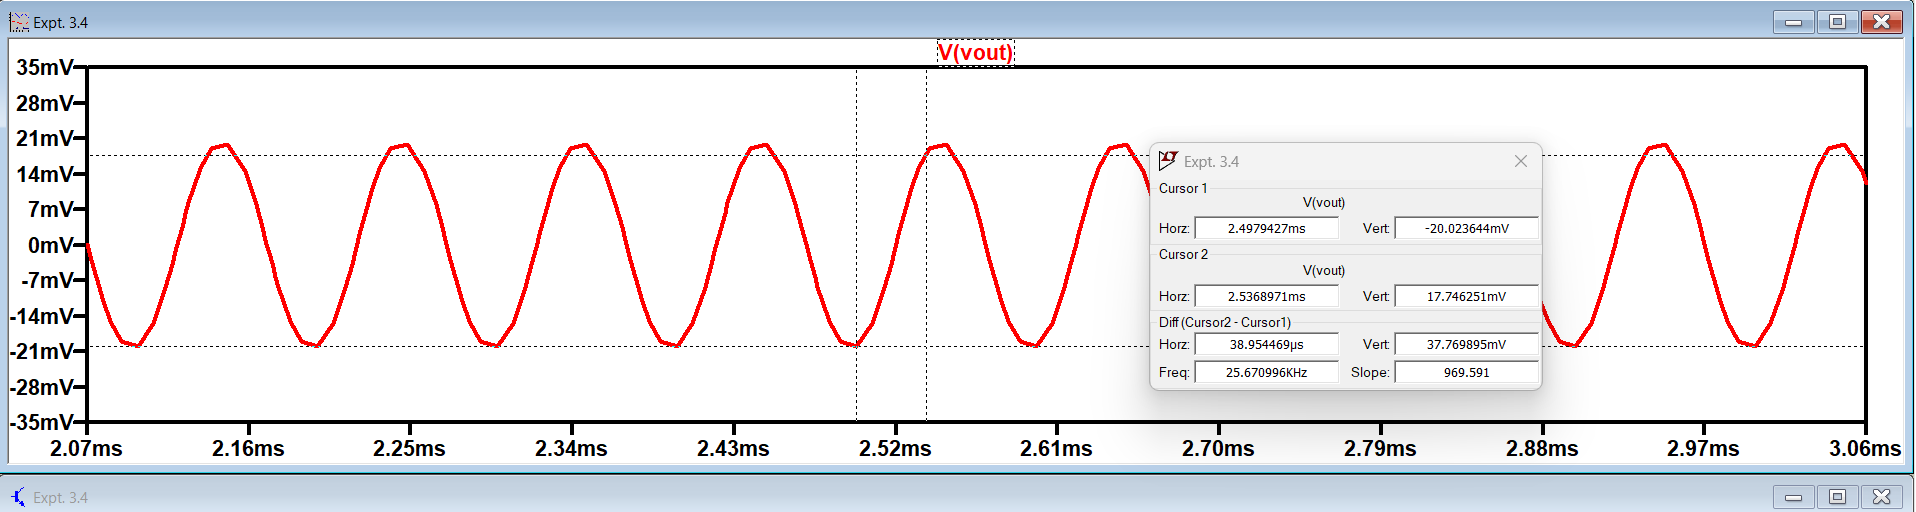 Expt. 3.4
V(vout)
35mV
28mV
21mV
14mV
7mV
0mV
-7mV
-14mV
-21mV
-28mV
-35mV
2.07ms 2.16ms 2.25ms 2.34ms 2.43ms 2.52ms 2.61ms 2.70ms 2.79ms 2.88ms 2.97ms 3.06ms
Expt. 3.4
Cursor 1
V(vout)
Horz: 2.4979427ms Vert: -20.023644mV
Cursor 2
V(vout)
Horz: 2.5368971ms Vert: 17.746251mV
Diff (Cursor2 - Cursor1)
Horz: 38.954469µs Vert: 37.769895mV
Freq: 25.670996KHz Slope: 969.591
Expt. 3.4